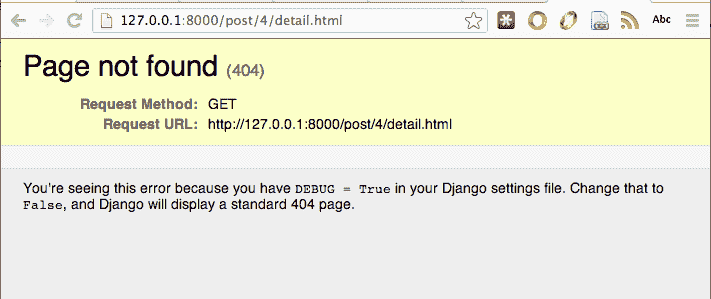 127.0.0.1:8000/post/4/detail.html
Abc
Page not found (404)
Request Method: GET
Request URL: http://127.0.0.1:8000/post/4/detail.html
You're seeing this error because you have DEBUG = True in your Django settings file. Change that to
False, and Django will display a standard 404 page.